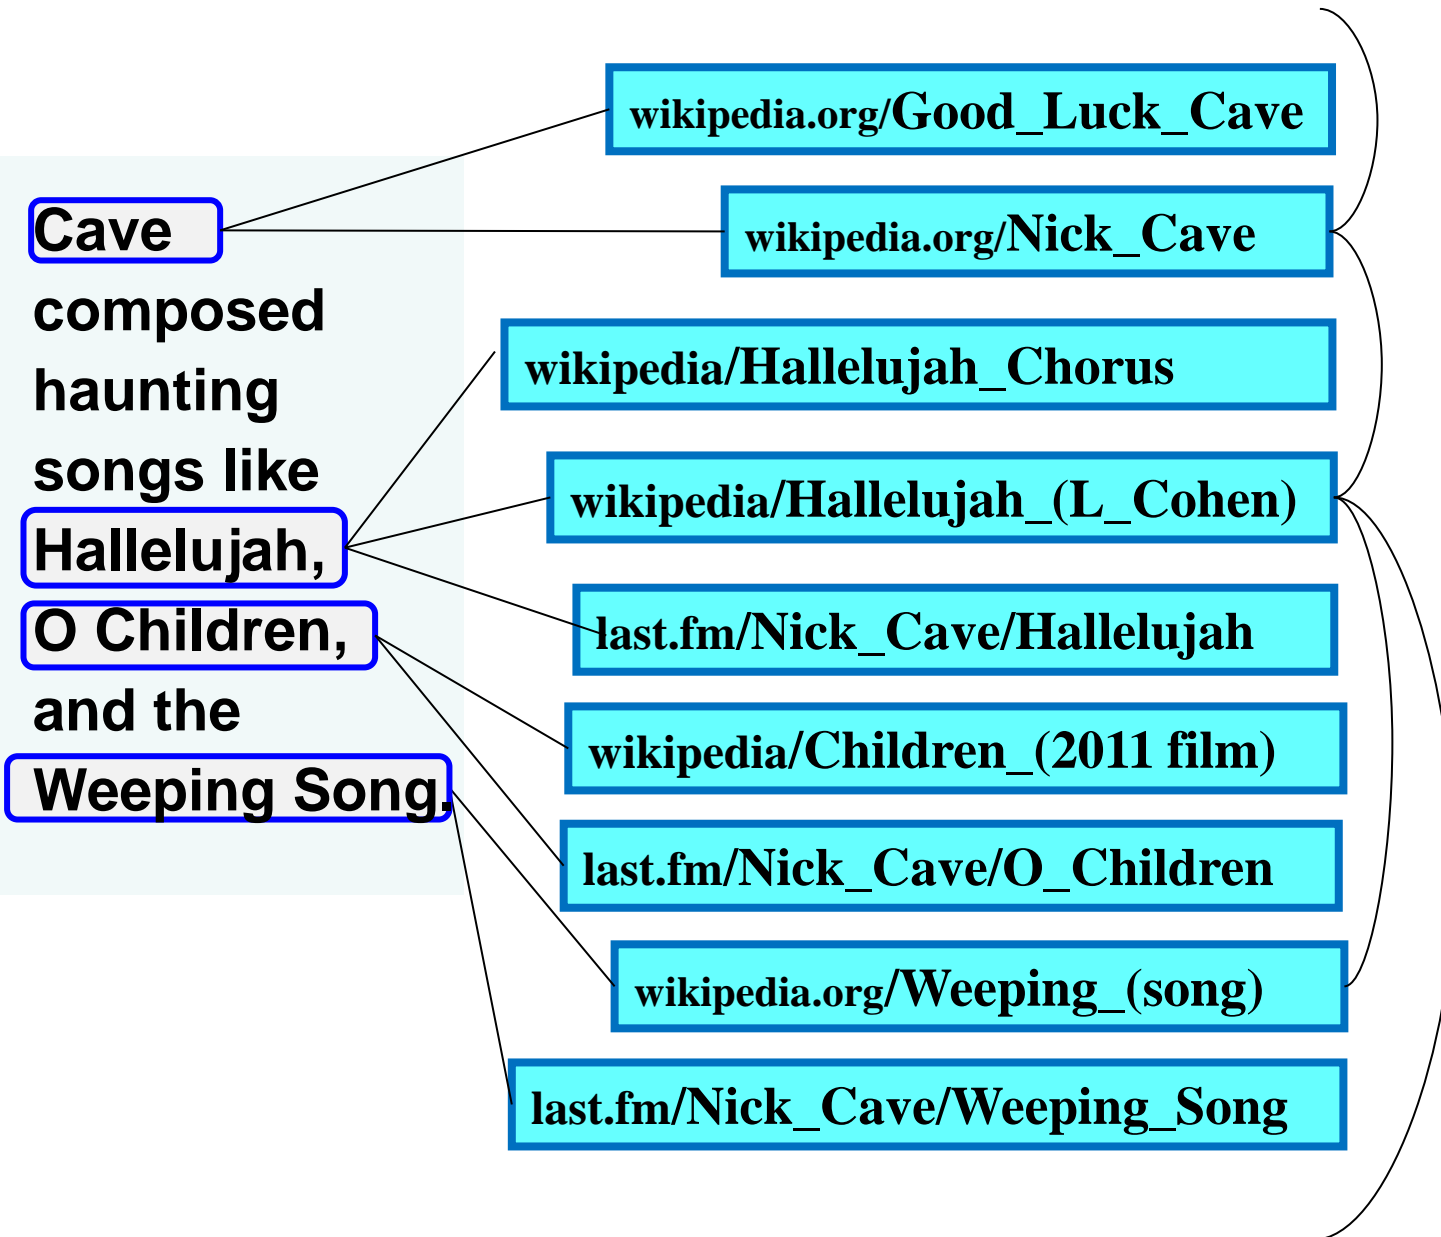 Cave
composed
haunting
songs like
Hallelujah,
O Children,
and the
Weeping Song.
wikipedia.org/Good_Luck_Cave
wikipedia.org/Nick_Cave
wikipedia/Hallelujah_Chorus
wikipedia/Hallelujah_(L_Cohen)
last.fm/Nick_Cave/Hallelujah
wikipedia/Children_(2011 film)
last.fm/Nick_Cave/O_Children
wikipedia.org/Weeping_(song)
last.fm/Nick_Cave/Weeping_Song